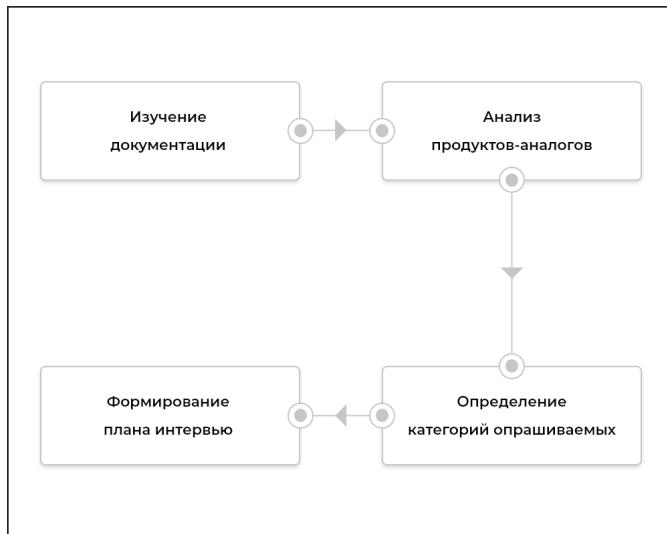 Изучение
документации
Анализ
продуктов-аналогов
Определение
категорий опрашиваемых
Формирование
плана интервью